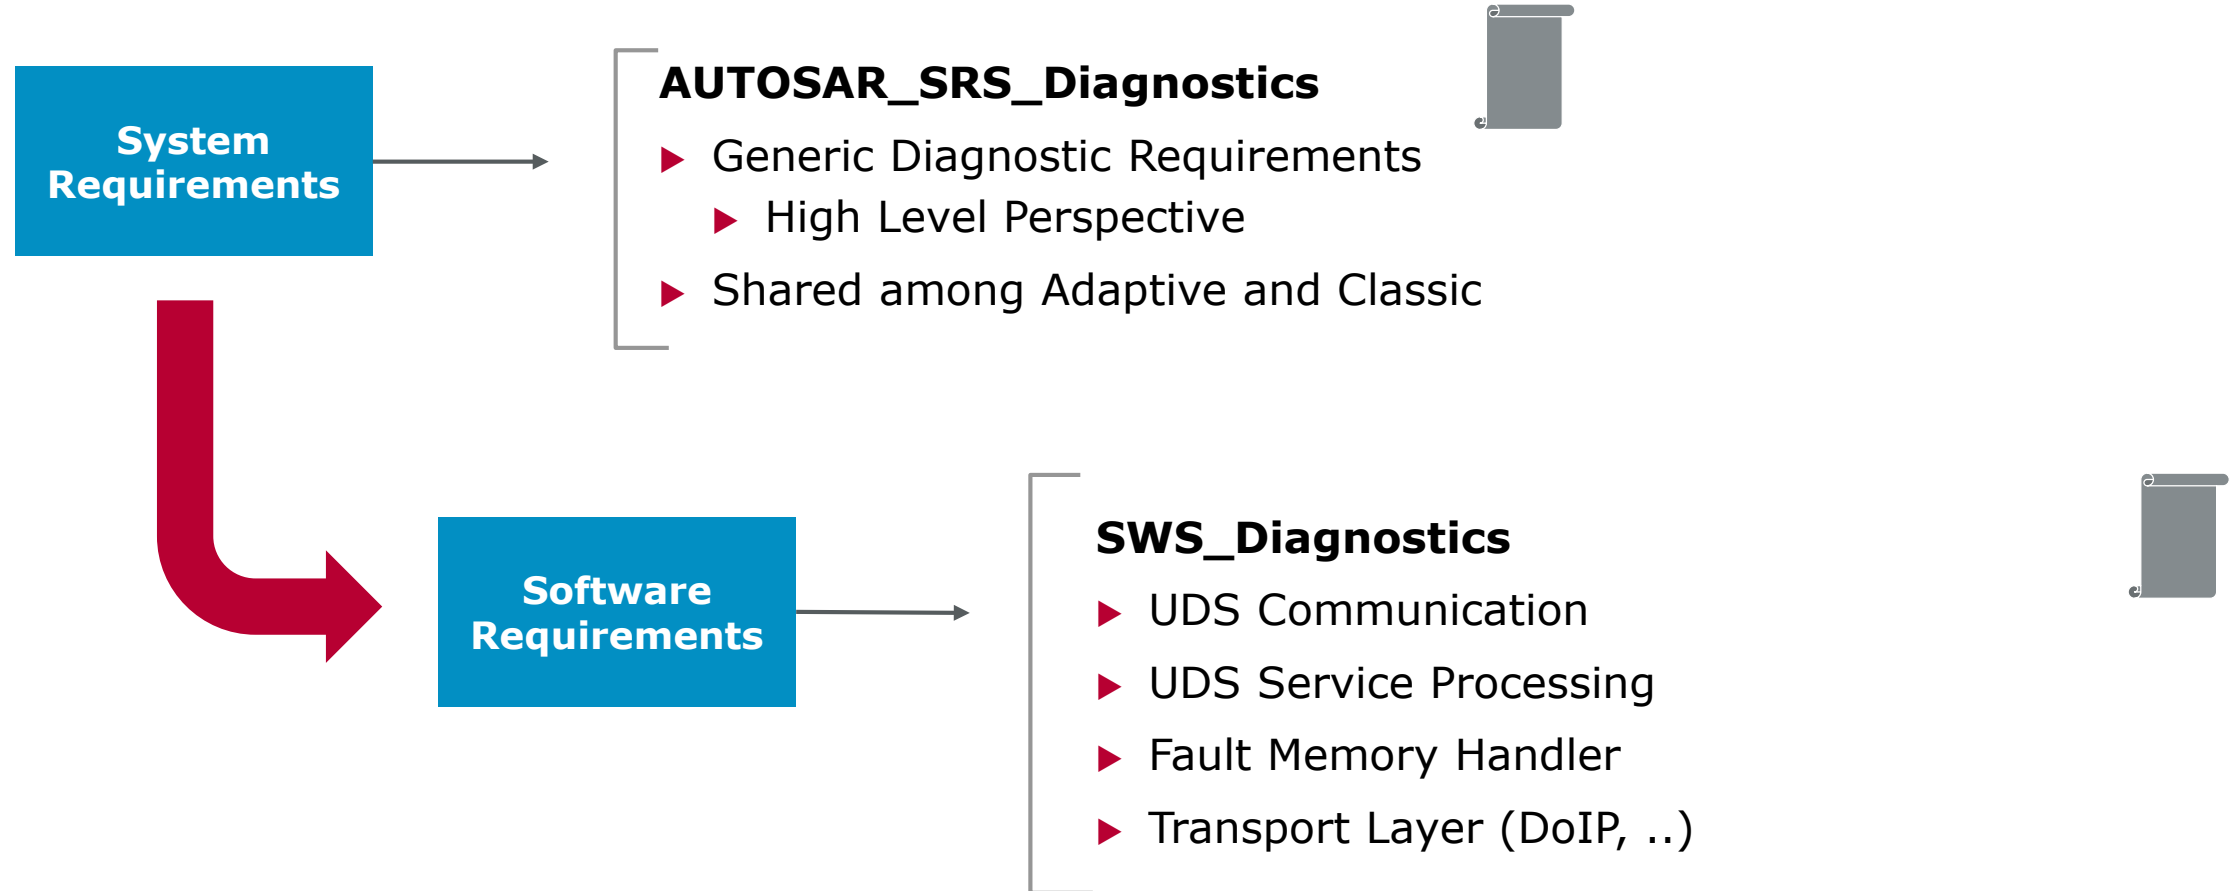 System
Requirements
AUTOSAR_SRS_Diagnostics
Generic Diagnostic Requirements
High Level Perspective
Shared among Adaptive and Classic
Software
Requirements
SWS_Diagnostics
UDS Communication
UDS Service Processing
Fault Memory Handler
Transport Layer (DoIP, ..)